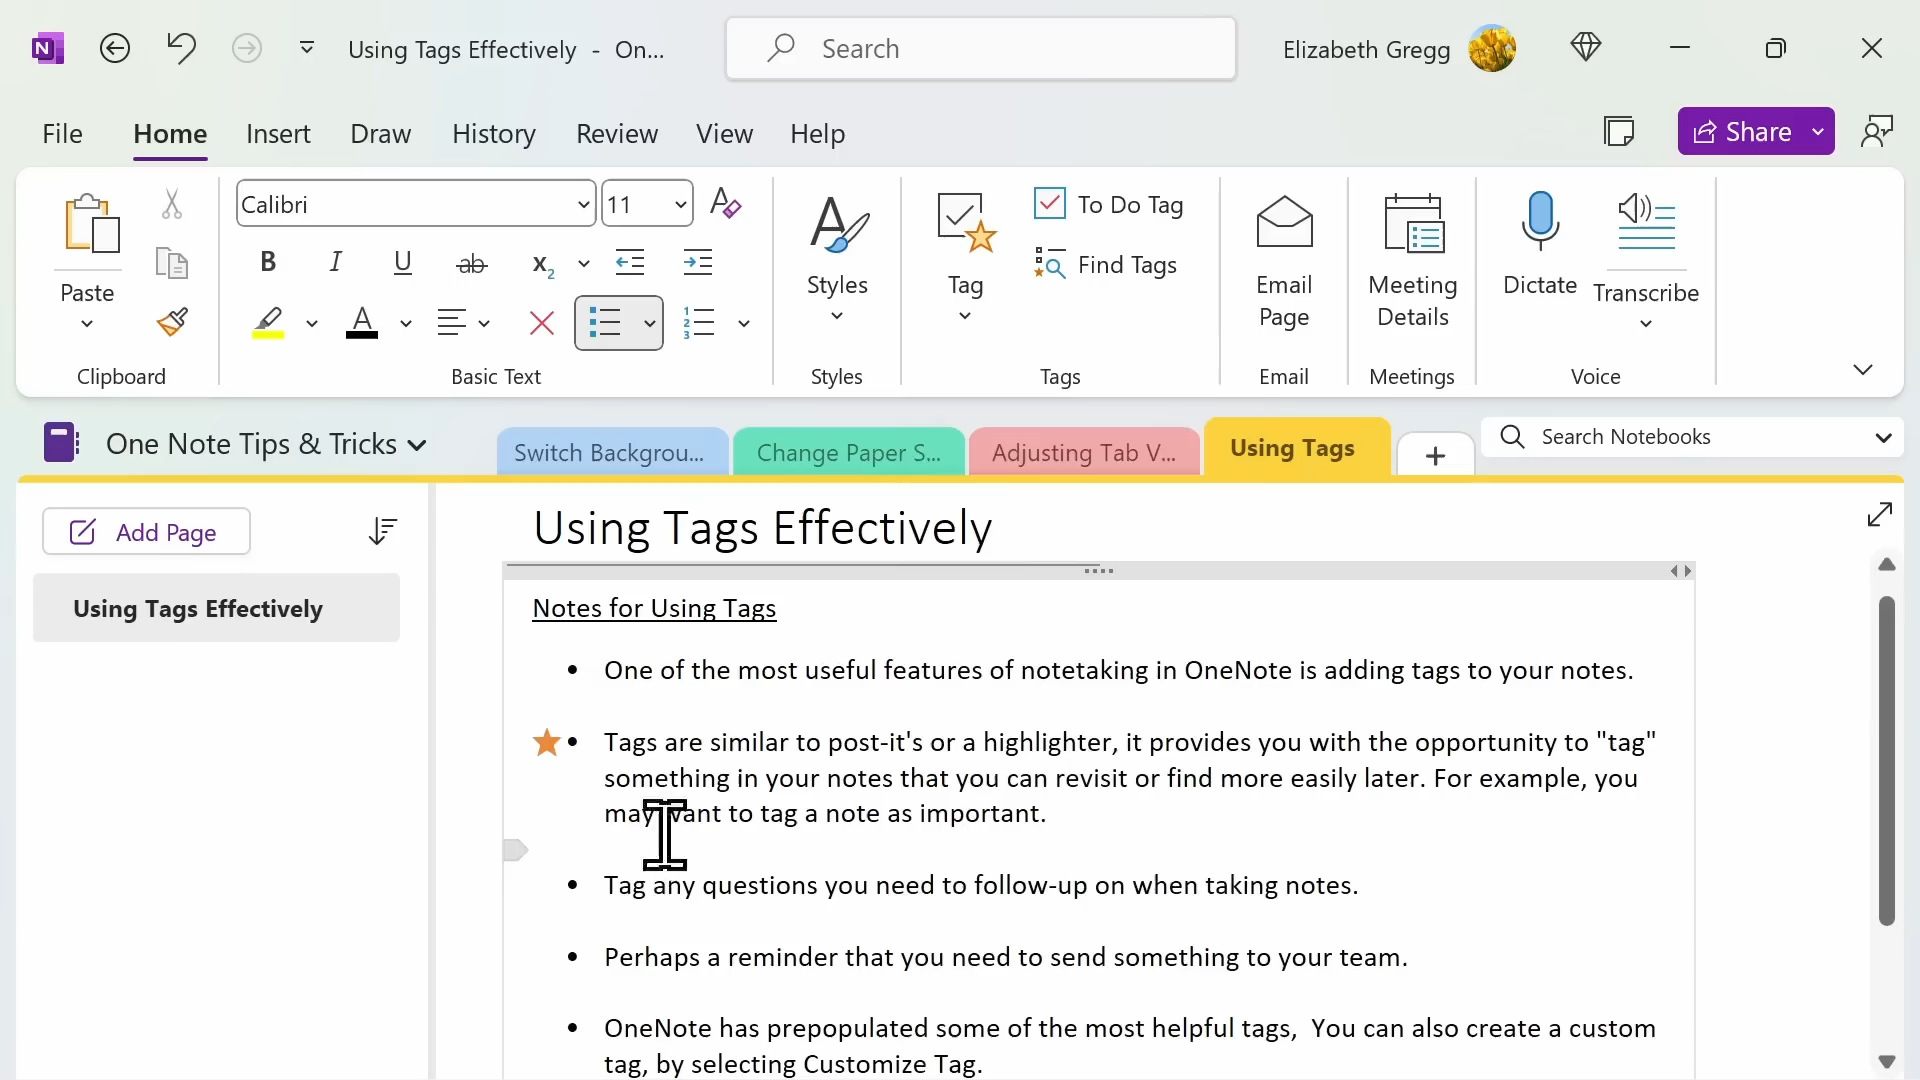 Using Tags Effectively - On...
Search
Elizabeth Gregg
File Home Insert Draw History Review View Help
Share
Calibri 11
To Do Tag
Find Tags
B I U ab x2
Paste
Styles
Tag
Email
Page
Meeting
Details
Dictate
Transcribe
Clipboard
Basic Text
Styles
Tags
Email
Meetings
Voice
One Note Tips & Tricks
Switch Backgrou...
Change Paper S...
Adjusting Tab V...
Using Tags
+
Search Notebooks
Add Page
Using Tags Effectively
Using Tags Effectively
Notes for Using Tags
• One of the most useful features of notetaking in OneNote is adding tags to your notes.
• Tags are similar to post-it's or a highlighter, it provides you with the opportunity to "tag"
something in your notes that you can revisit or find more easily later. For example, you
may want to tag a note as important.
• Tag any questions you need to follow-up on when taking notes.
• Perhaps a reminder that you need to send something to your team.
• OneNote has prepopulated some of the most helpful tags,  You can also create a custom
tag, by selecting Customize Tag.